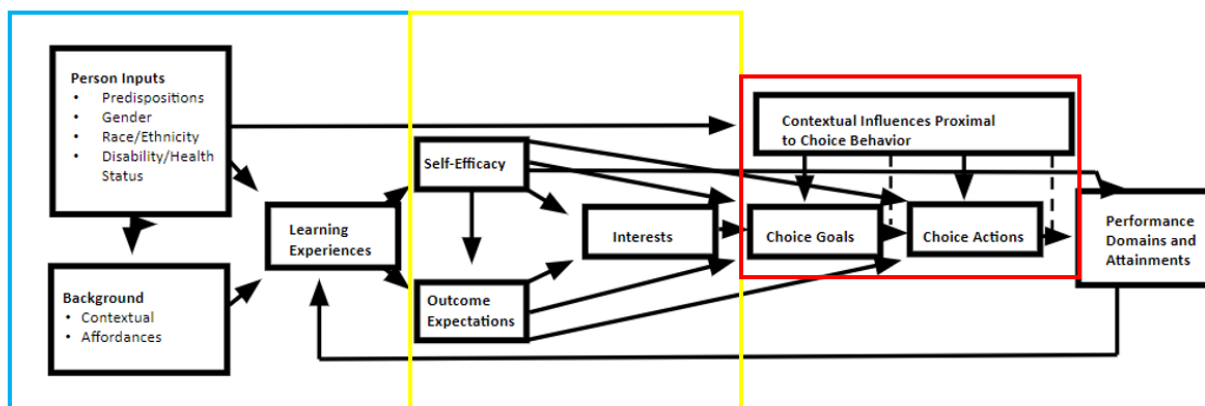 Person Inputs
• Predispositions
• Gender
• Race/Ethnicity
• Disability/Health
Status
Background
• Contextual
• Affordances
Learning
Experiences
Self-Efficacy
Outcome
Expectations
Interests
Contextual Influences Proximal
to Choice Behavior
Choice Goals
Choice Actions
Performance
Domains and
Attainments